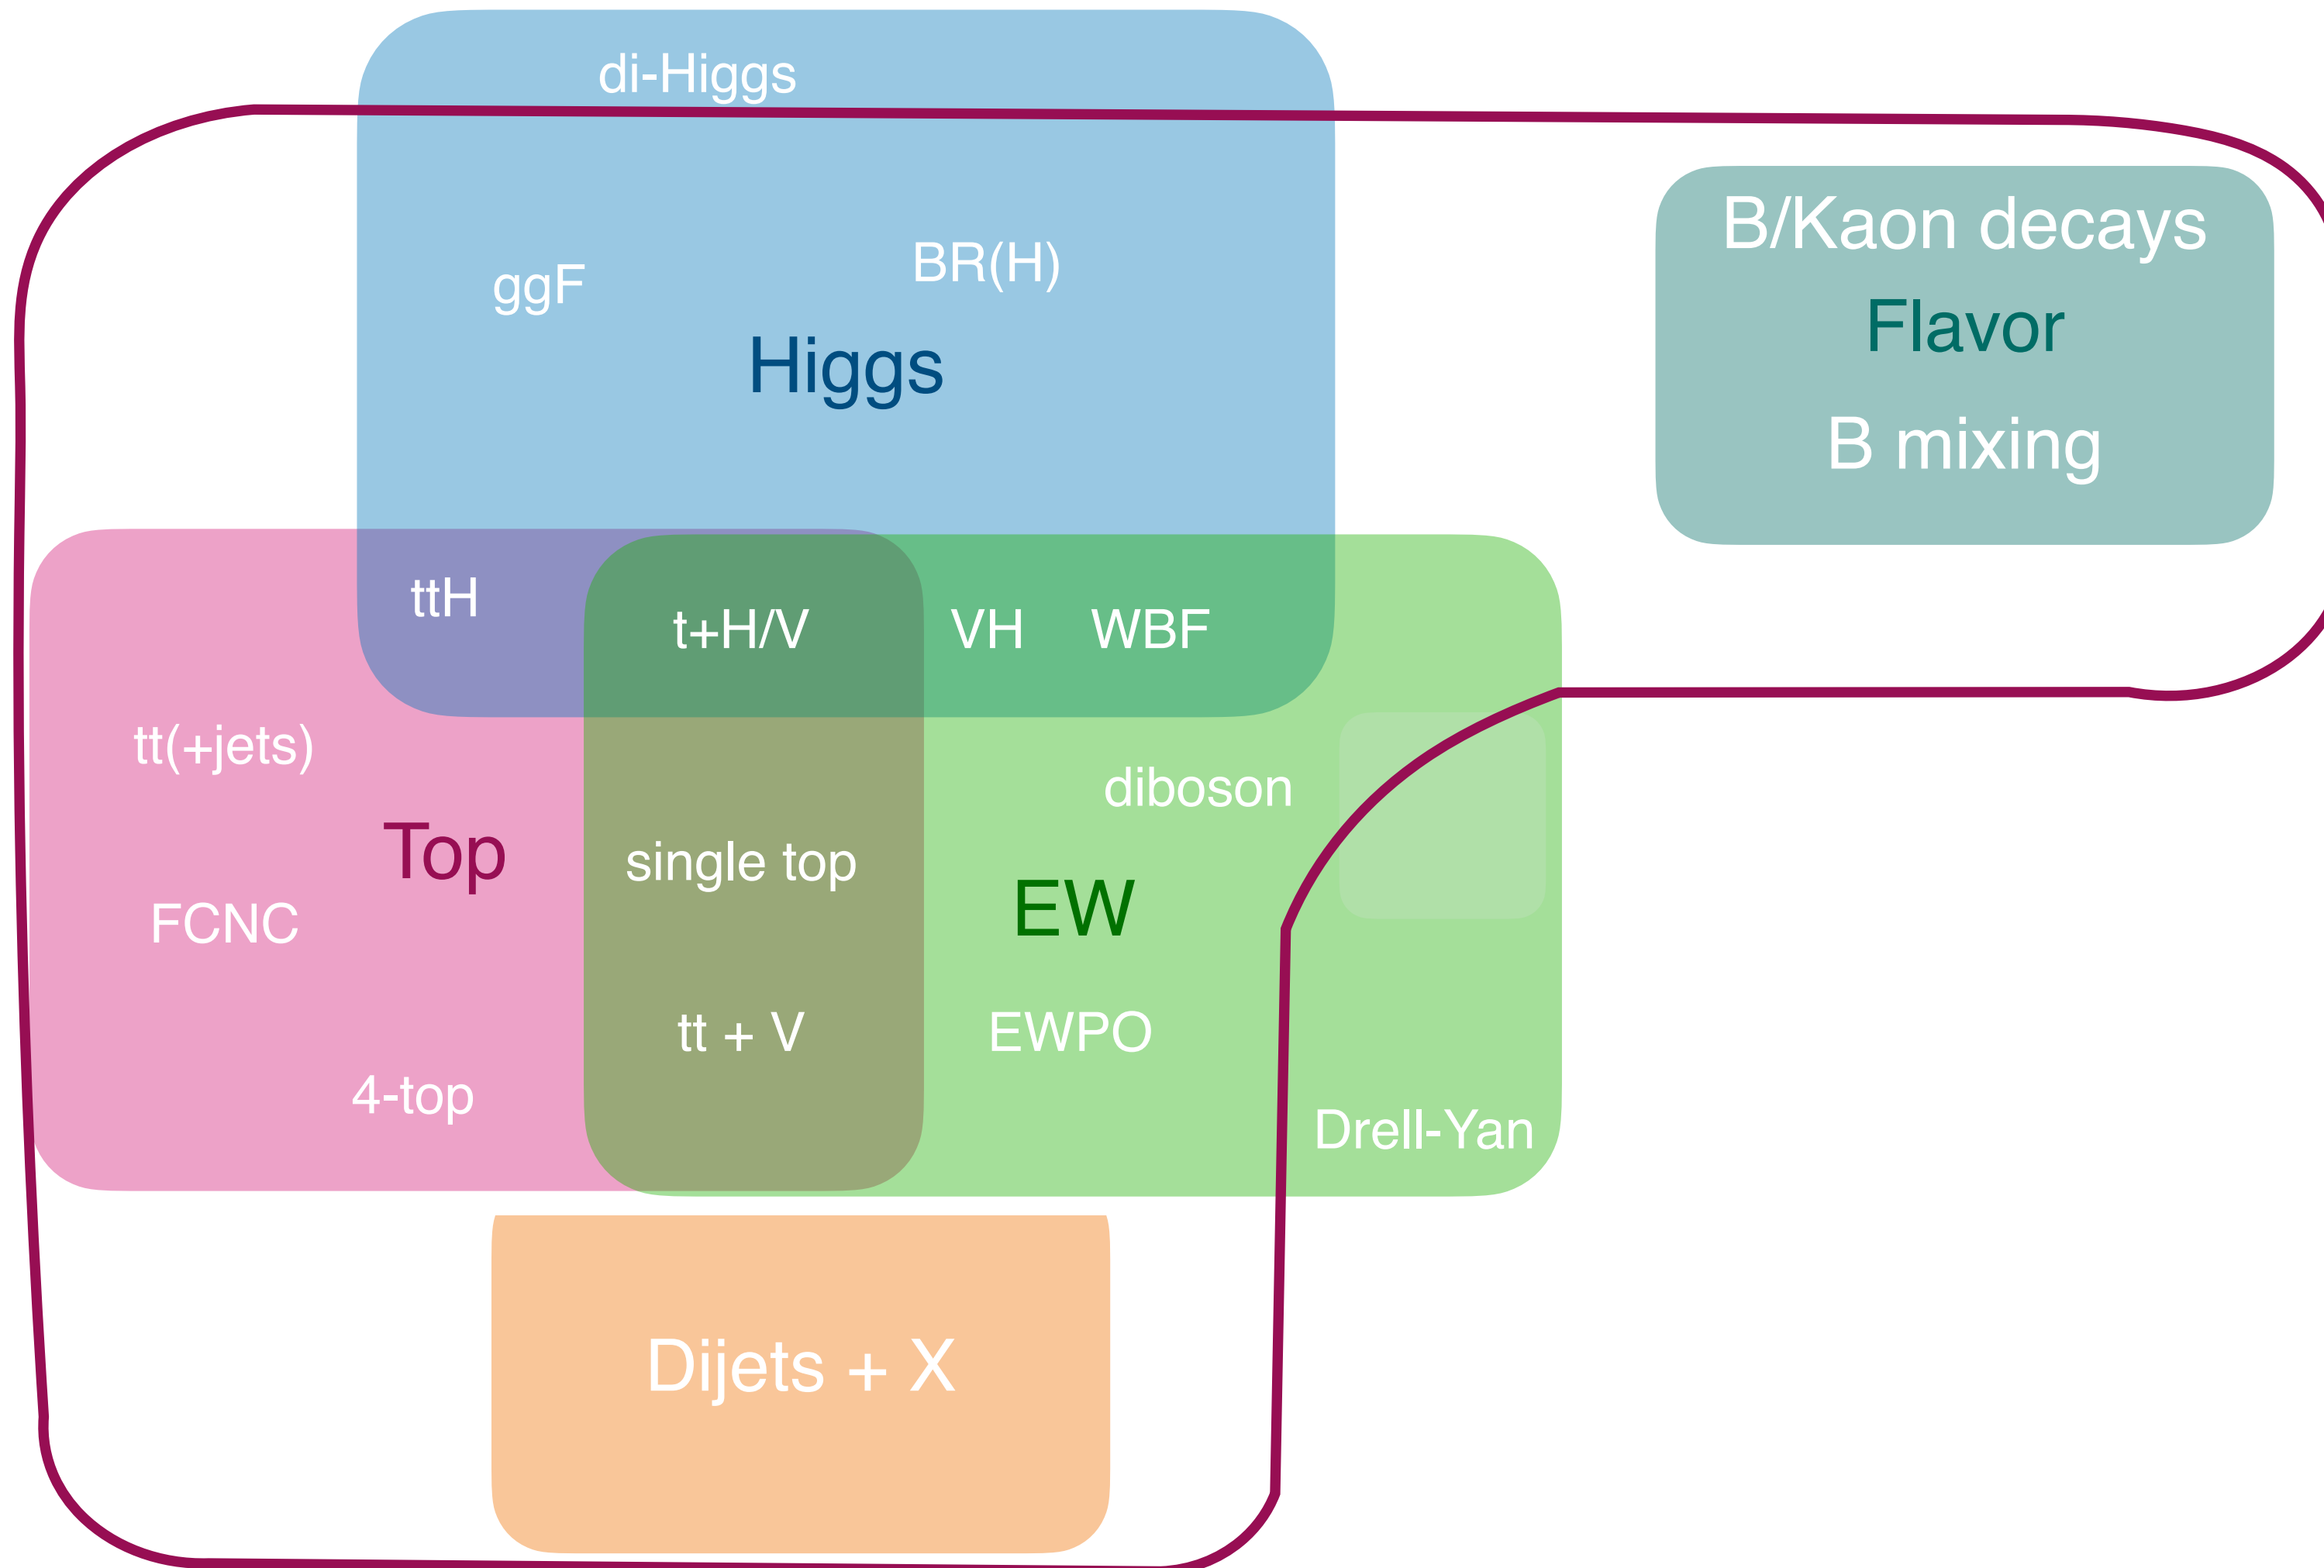 di-Higgs
B/Kaon decays
BR(H)
ggF
Flavor
Higgs
B mixing
ttH
t+H/V
VH
WBF
tt(+jets)
diboson
Top
single top
EW
FCNC
tt + V
EWPO
4-top
Drell-Yan
Dijets + X